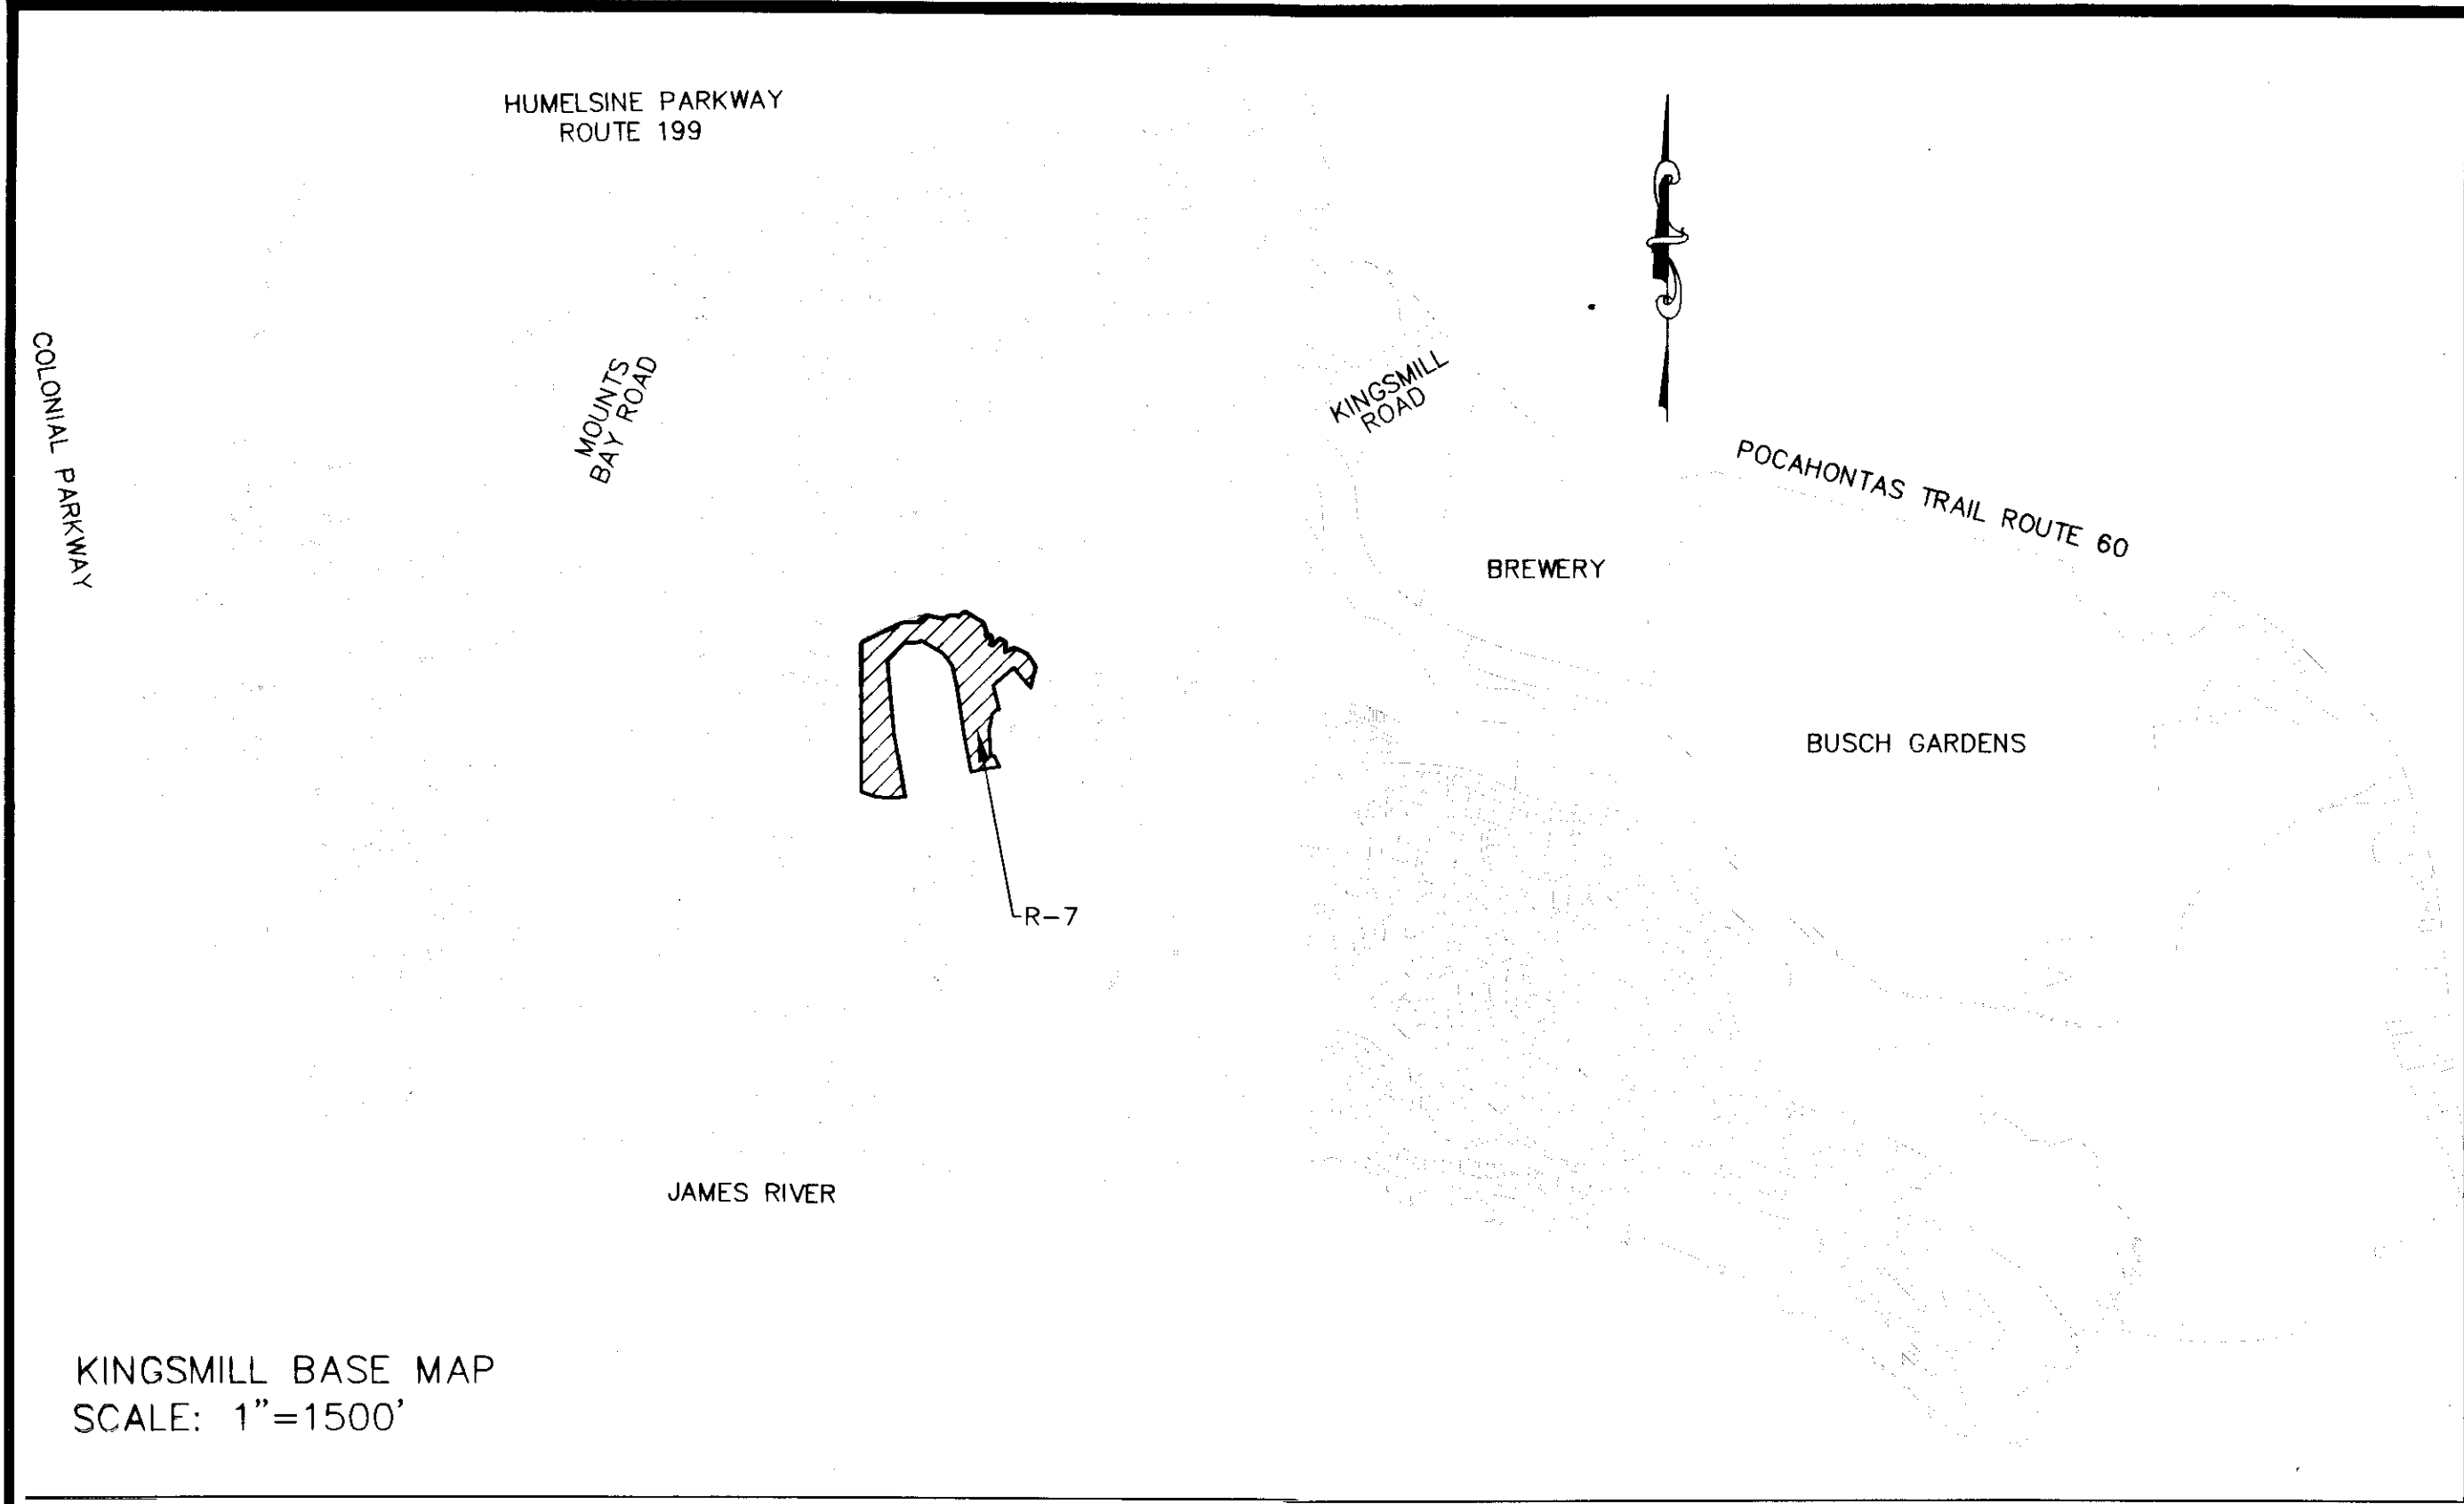 HUMELSINE PARKWAY
ROUTE 199
COLONIAL PARKWAY
MOUNTS
BAY ROAD
KINGSMILL
ROAD
POCAHONTAS TRAIL ROUTE 60
BREWERY
BUSCH GARDENS
R-7
JAMES RIVER
KINGSMILL BASE MAP
SCALE: 1"=1500'